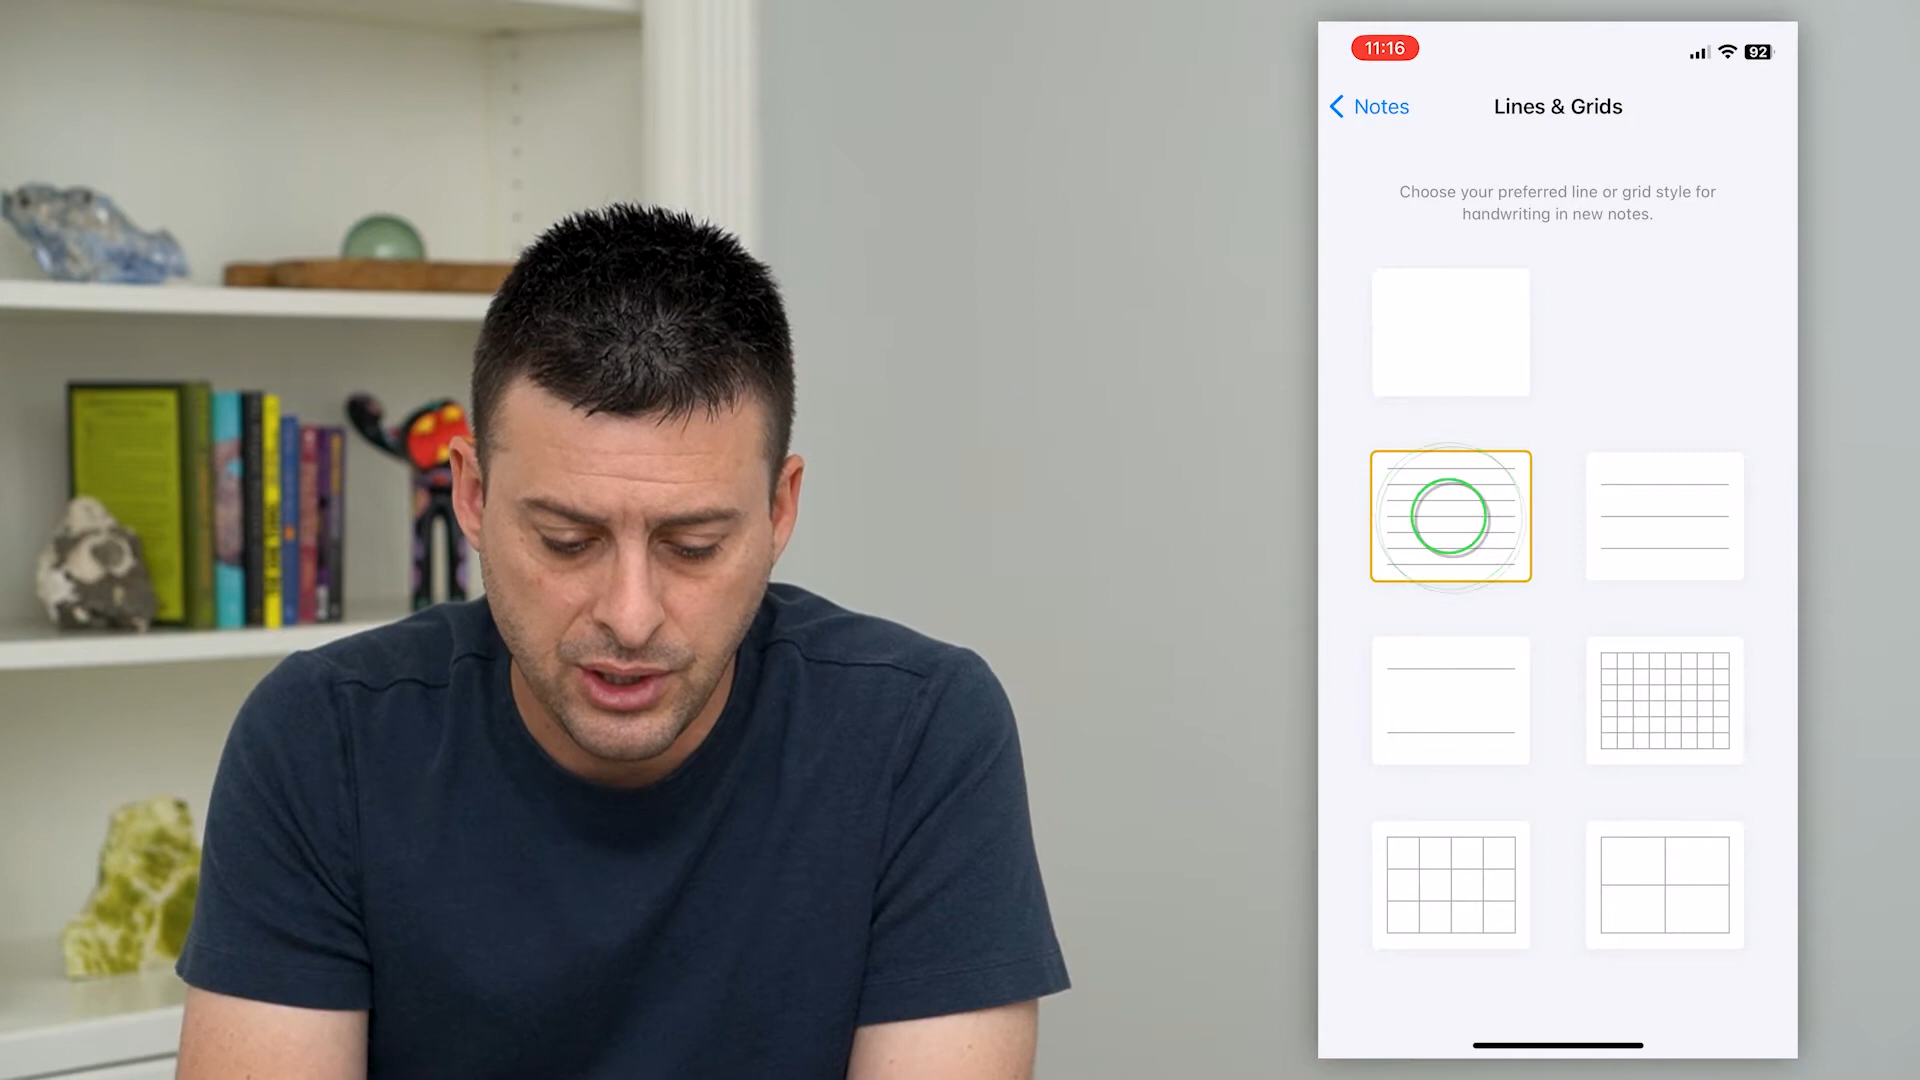 11:16
92
Notes
Lines & Grids
Choose your preferred line or grid style for
handwriting in new notes.